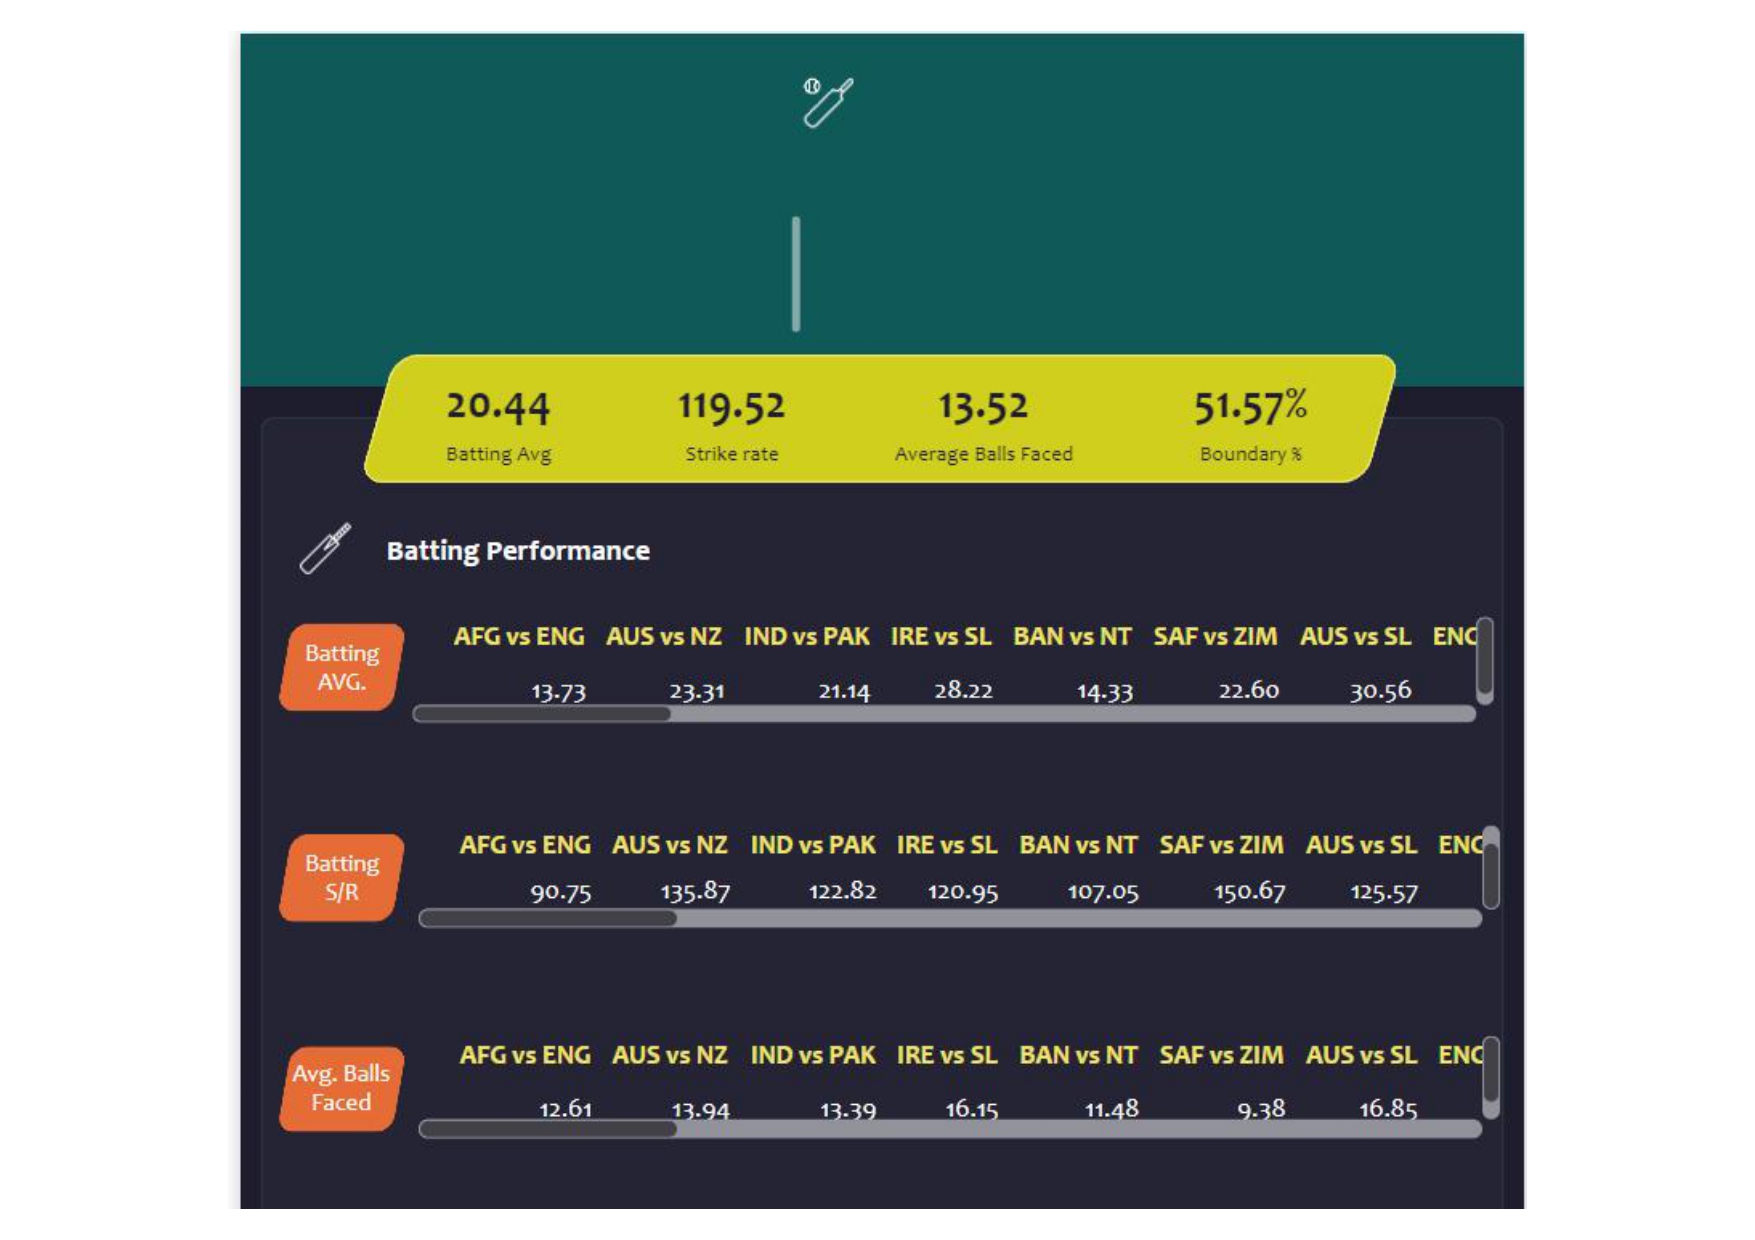 20.44 119.52 13.52 51.57%
Batting Avg Strike rate Average Balls Faced Boundary %
Batting Performance
Batting AVG.
AFG vs ENG AUS vs NZ IND vs PAK IRE vs SL BAN vs NT SAF vs ZIM AUS vs SL ENG
13.73 23.31 21.14 28.22 14.33 22.60 30.56
Batting S/R
AFG vs ENG AUS vs NZ IND vs PAK IRE vs SL BAN vs NT SAF vs ZIM AUS vs SL ENG
90.75 135.87 122.82 120.95 107.05 150.67 125.57
Avg. Balls Faced
AFG vs ENG AUS vs NZ IND vs PAK IRE vs SL BAN vs NT SAF vs ZIM AUS vs SL ENG
12.61 13.94 13.39 16.15 11.48 9.38 16.85